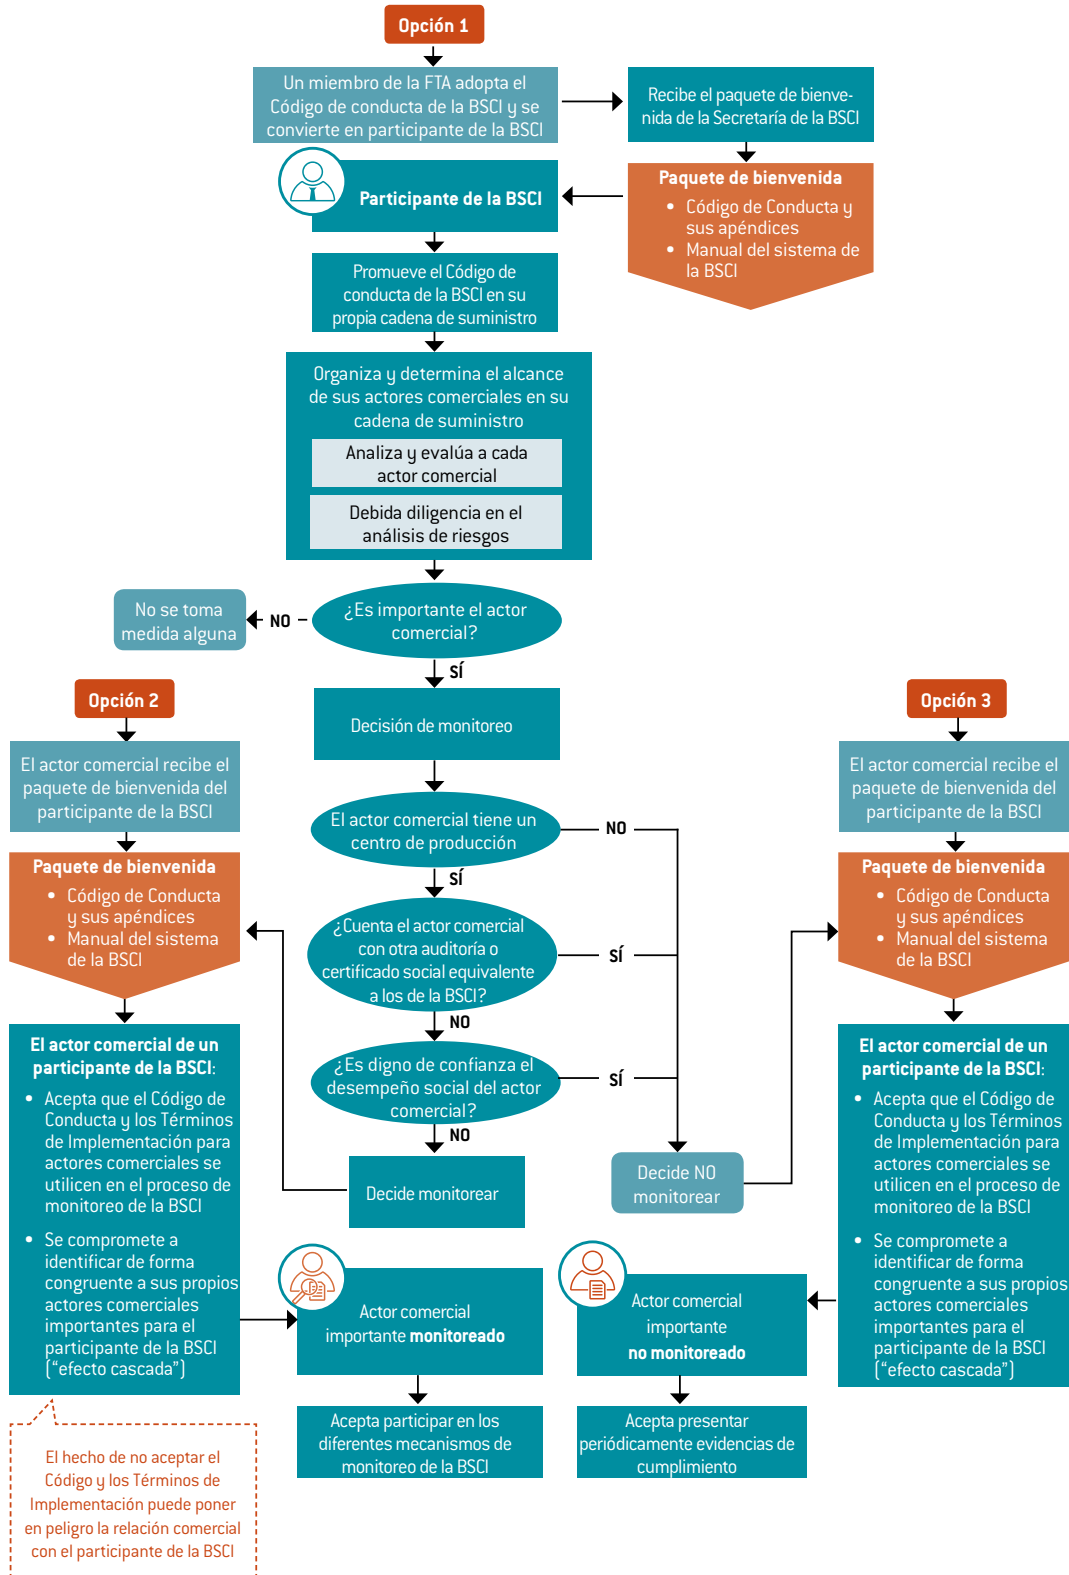 Opción 1
Un miembro de la FTA adopta el
Código de conducta de la BSCI y se
convierte en participante de la BSCI
Recibe el paquete de bienve-
nida de la Secretaría de la BSCI
Paquete de bienvenida
• Código de Conducta y
sus apéndices
• Manual del sistema de
la BSCI
Participante de la BSCI
Promueve el Código de
conducta de la BSCI en su
propia cadena de suministro
Organiza y determina el alcance
de sus actores comerciales en su
cadena de suministro
Analiza y evalúa a cada
actor comercial
Debida diligencia en el
análisis de riesgos
¿Es importante el actor
comercial?
NO
No se toma
medida alguna
SÍ
Decisión de monitoreo
El actor comercial tiene un
centro de producción
NO
SÍ
¿Cuenta el actor comercial
con otra auditoría o
certificado social equivalente
a los de la BSCI?
SÍ
NO
¿Es digno de confianza el
desempeño social del actor
comercial?
SÍ
NO
Decide monitorear
Decide NO
monitorear
Opción 2
El actor comercial recibe el
paquete de bienvenida del
participante de la BSCI
Paquete de bienvenida
• Código de Conducta
y sus apéndices
• Manual del sistema
de la BSCI
El actor comercial de un
participante de la BSCI:
• Acepta que el Código de
Conducta y los Términos
de Implementación para
actores comerciales se
utilicen en el proceso de
monitoreo de la BSCI
• Se compromete a
identificar de forma
congruente a sus propios
actores comerciales
importantes para el
participante de la BSCI
("efecto cascada")
El hecho de no aceptar el
Código y los Términos de
Implementación puede poner
en peligro la relación comercial
con el participante de la BSCI
Actor comercial
importante monitoreado
Acepta participar en los
diferentes mecanismos de
monitoreo de la BSCI
Opción 3
El actor comercial recibe el
paquete de bienvenida del
participante de la BSCI
Paquete de bienvenida
• Código de Conducta
y sus apéndices
• Manual del sistema
de la BSCI
El actor comercial de un
participante de la BSCI:
• Acepta que el Código de
Conducta y los Términos
de Implementación para
actores comerciales se
utilicen en el proceso de
monitoreo de la BSCI
• Se compromete a
identificar de forma
congruente a sus propios
actores comerciales
importantes para el
participante de la BSCI
("efecto cascada")
Actor comercial
importante
no monitoreado
Acepta presentar
periódicamente evidencias de
cumplimiento